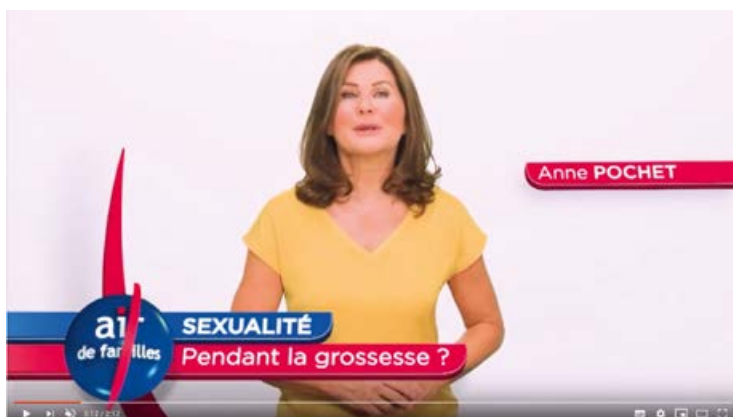 Anne POCHET
air
de familles
SEXUALITÉ
Pendant la grossesse ?